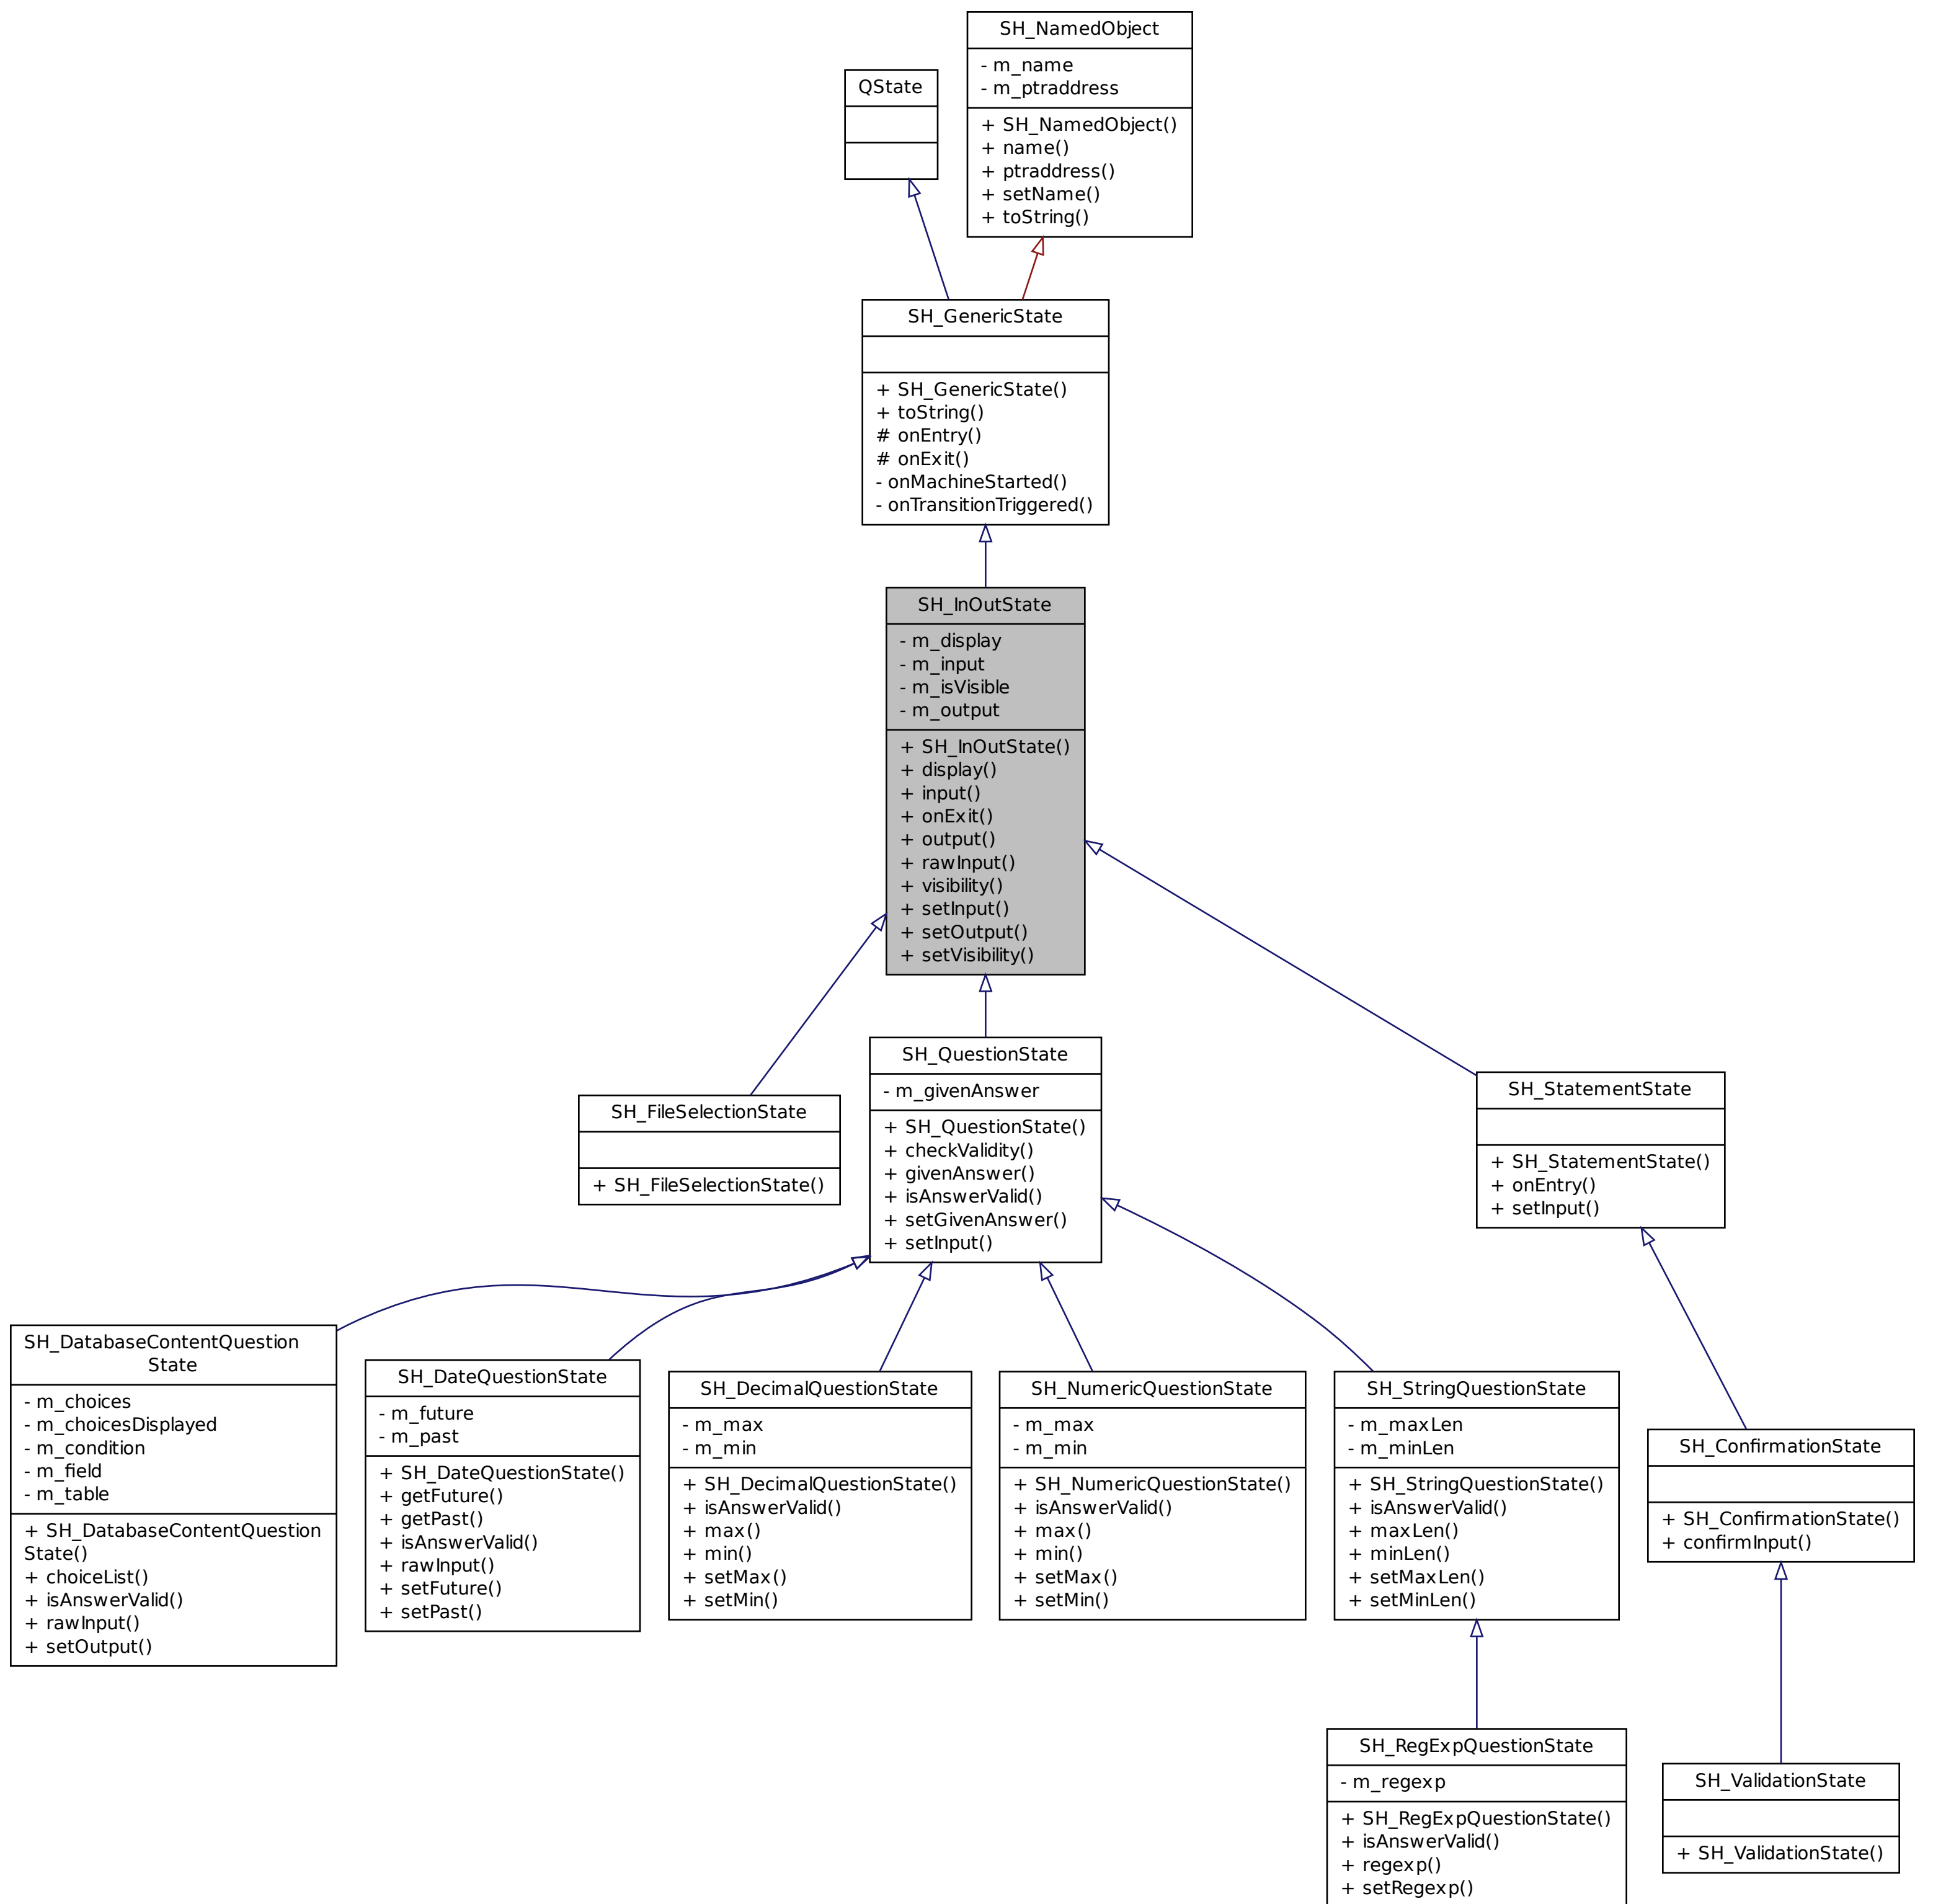 SH_NamedObject
- m_name
- m_ptraddress
+ SH_NamedObject()
+ name()
+ ptraddress()
+ setName()
+ toString()
QState
SH_GenericState
+ SH_GenericState()
+ toString()
# onEntry()
# onExit()
- onMachineStarted()
- onTransitionTriggered()
SH_InOutState
- m_display
- m_input
- m_isVisible
- m_output
+ SH_InOutState()
+ display()
+ input()
+ onExit()
+ output()
+ rawInput()
+ visibility()
+ setInput()
+ setOutput()
+ setVisibility()
SH_FileSelectionState
+ SH_FileSelectionState()
SH_QuestionState
- m_givenAnswer
+ SH_QuestionState()
+ checkValidity()
+ givenAnswer()
+ isAnswerValid()
+ setGivenAnswer()
+ setInput()
SH_StatementState
+ SH_StatementState()
+ onEntry()
+ setInput()
SH_DatabaseContentQuestion
State
- m_choices
- m_choicesDisplayed
- m_condition
- m_field
- m_table
+ SH_DatabaseContentQuestion
State()
+ choiceList()
+ isAnswerValid()
+ rawInput()
+ setOutput()
SH_DateQuestionState
- m_future
- m_past
+ SH_DateQuestionState()
+ getFuture()
+ getPast()
+ isAnswerValid()
+ rawInput()
+ setFuture()
+ setPast()
SH_DecimalQuestionState
- m_max
- m_min
+ SH_DecimalQuestionState()
+ isAnswerValid()
+ max()
+ min()
+ setMax()
+ setMin()
SH_NumericQuestionState
- m_max
- m_min
+ SH_NumericQuestionState()
+ isAnswerValid()
+ max()
+ min()
+ setMax()
+ setMin()
SH_StringQuestionState
- m_maxLen
- m_minLen
+ SH_StringQuestionState()
+ isAnswerValid()
+ maxLen()
+ minLen()
+ setMaxLen()
+ setMinLen()
SH_ConfirmationState
+ SH_ConfirmationState()
+ confirmInput()
SH_RegExpQuestionState
- m_regexp
+ SH_RegExpQuestionState()
+ isAnswerValid()
+ regexp()
+ setRegexp()
SH_ValidationState
+ SH_ValidationState()